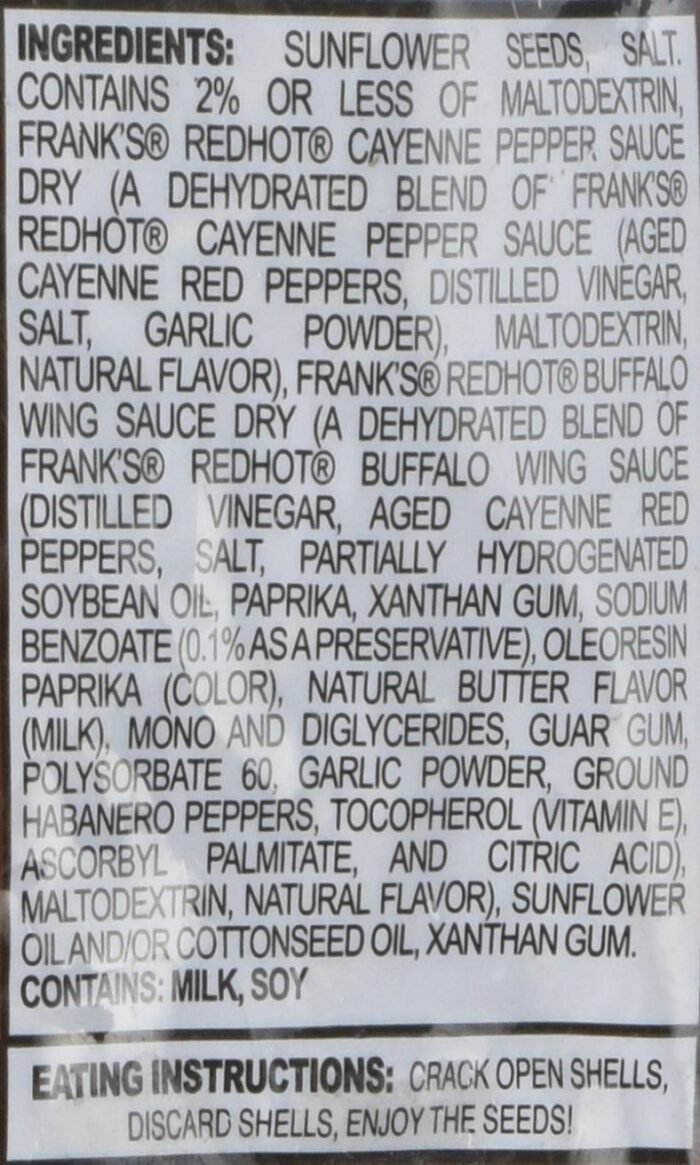 INGREDIENTS: SUNFLOWER SEEDS, SALT.
CONTAINS 2% OR LESS OF MALTODEXTRIN,
FRANK'S® REDHOT® CAYENNE PEPPER SAUCE
DRY (A DEHYDRATED BLEND OF FRANK'S®
REDHOT® CAYENNE PEPPER SAUCE (AGED
CAYENNE RED PEPPERS, DISTILLED VINEGAR,
SALT, GARLIC POWDER), MALTODEXTRIN,
NATURAL FLAVOR), FRANK'S® REDHOT® BUFFALO
WING SAUCE DRY (A DEHYDRATED BLEND OF
FRANK'S® REDHOT® BUFFALO WING SAUCE
(DISTILLED VINEGAR, AGED CAYENNE RED
PEPPERS, SALT, PARTIALLY HYDROGENATED
SOYBEAN OIL, PAPRIKA, XANTHAN GUM, SODIUM
BENZOATE (0.1% AS A PRESERVATIVE), OLEORESIN
PAPRIKA (COLOR), NATURAL BUTTER FLAVOR
(MILK), MONO AND DIGLYCERIDES, GUAR GUM,
POLYSORBATE 60, GARLIC POWDER, GROUND
HABANERO PEPPERS, TOCOPHEROL (VITAMIN E),
ASCORBYL PALMITATE, AND CITRIC ACID),
MALTODEXTRIN, NATURAL FLAVOR), SUNFLOWER
OIL AND/OR COTTONSEED OIL, XANTHAN GUM.
CONTAINS: MILK, SOY
EATING INSTRUCTIONS: CRACK OPEN SHELLS,
DISCARD SHELLS, ENJOY THE SEEDS!